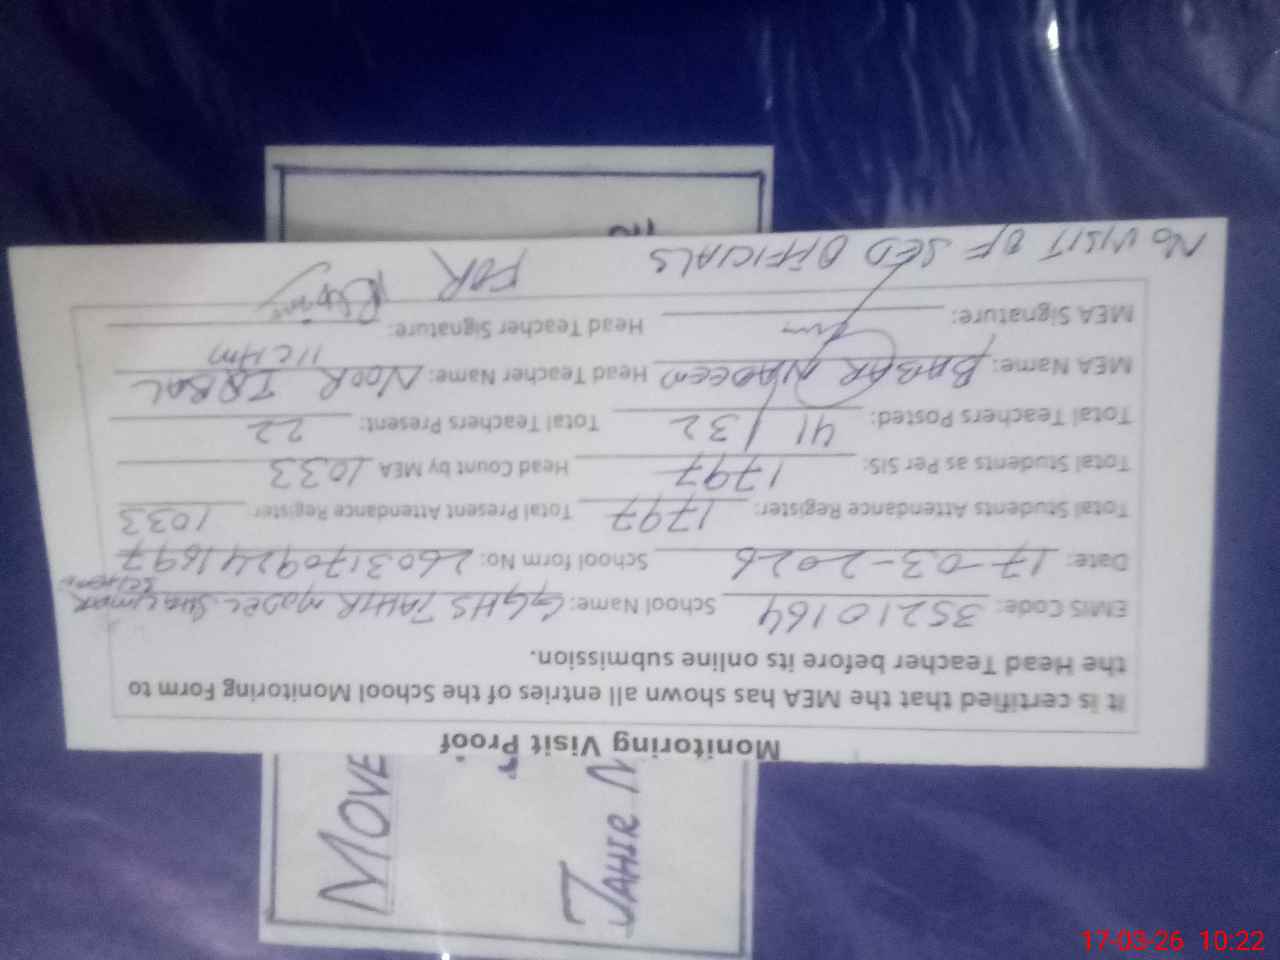 Monitoring Visit Proof
It is certified that the MEA has shown all entries of the School Monitoring Form to
the Head Teacher before its online submission.
EMIS Code: 35210164 School Name: GGHS TAHIR MODEL SHALIMAR
Date: 17-03-2026 School form No: 26031709241697
Total Students Attendance Register: 1797 Total Present Attendance Register: 1033
Total Students as Per SIS: 1797 Head Count by MEA 1033
Total Teachers Posted: 41 / 32 Total Teachers Present: 22
MEA Name: BABAR NADEEM Head Teacher Name: NOOR IQBAL
I/C Hm
MEA Signature: Head Teacher Signature:
NO VISIT OF SED OFFICIALS FOR
MOVE
TAHIR M
17-03-26 10:22